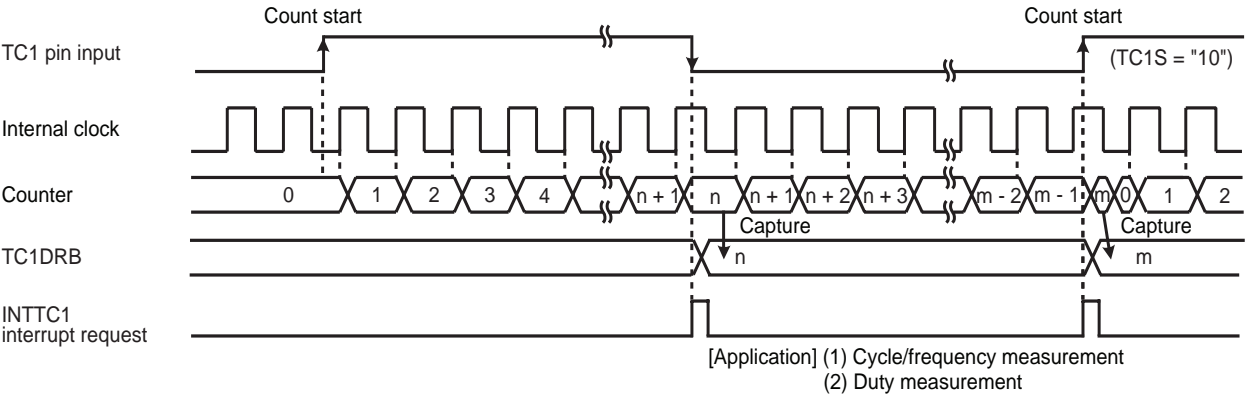 Count start Count start
TC1 pin input
(TC1S = "10")
Internal clock
Counter 0 1 2 3 4 n + 1 n n + 1 n + 2 n + 3 m - 2 m - 1 m 0 1 2
Capture Capture
TC1DRB n m
INTTC1
interrupt request
[Application] (1) Cycle/frequency measurement
(2) Duty measurement